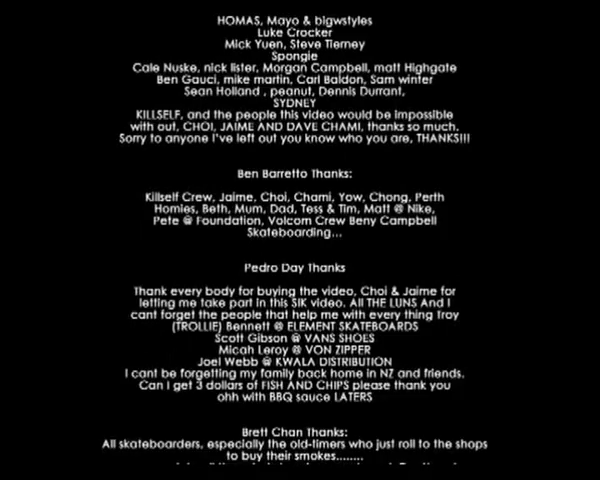 HOMAS, Mayo & bigwstyles
Luke Crocker
Mick Yuen, Steve Tierney
Spongie
Cale Nuske, nick lister, Morgan Campbell, matt Highgate
Ben Gauci, mike martin, Carl Baldon, Sam winter
Sean Holland , peanut, Dennis Durrant,
SYDNEY
KILLSELF, and the people this video would be impossible
with out, CHOI, JAIME AND DAVE CHAMI, thanks so much.
Sorry to anyone I've left out you know who you are, THANKS!!!
Ben Barretto Thanks:
Killself Crew, Jaime, Choi, Chami, Yow, Chong, Perth
Homies, Beth, Mum, Dad, Tess & Tim, Matt @ Nike,
Pete @ Foundation, Volcom Crew Beny Campbell
Skateboarding...
Pedro Day Thanks
Thank every body for buying the video, Choi & Jaime for
letting me take part in this SIK video. All THE LUNS And I
cant forget the people that help me with every thing Troy
(TROLLIE) Bennett @ ELEMENT SKATEBOARDS
Scott Gibson @ VANS SHOES
Micah Leroy @ VON ZIPPER
Joel Webb @ KWALA DISTRIBUTION
I cant be forgetting my family back home in NZ and friends.
Can I get 3 dollars of FISH AND CHIPS please thank you
ohh with BBQ sauce LATERS
Brett Chan Thanks:
All skateboarders, especially the old-timers who just roll to the shops
to buy their smokes........